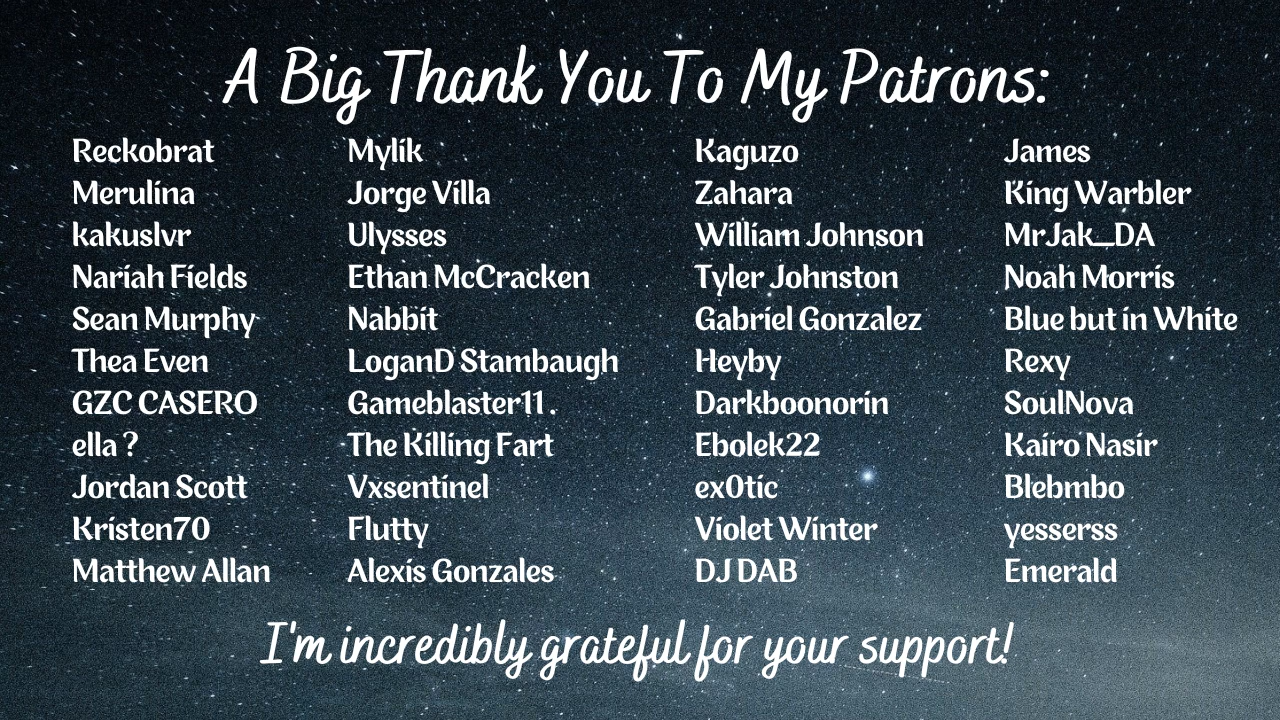 A Big Thank You To My Patrons:
Reckobrat
Merulina
kakuslvr
Nariah Fields
Sean Murphy
Thea Even
GZC CASERO
ella ?
Jordan Scott
Kristen70
Matthew Allan
Mylik
Jorge Villa
Ulysses
Ethan McCracken
Nabbit
LoganD Stambaugh
Gameblaster11 .
The Killing Fart
Vxsentinel
Flutty
Alexis Gonzales
Kaguzo
Zahara
William Johnson
Tyler Johnston
Gabriel Gonzalez
Heyby
Darkboonorin
Ebolek22
ex0tic
Violet Winter
DJ DAB
James
King Warbler
MrJak_DA
Noah Morris
Blue but in White
Rexy
SoulNova
Kairo Nasir
Blebmbo
yesserss
Emerald
I'm incredibly grateful for your support!